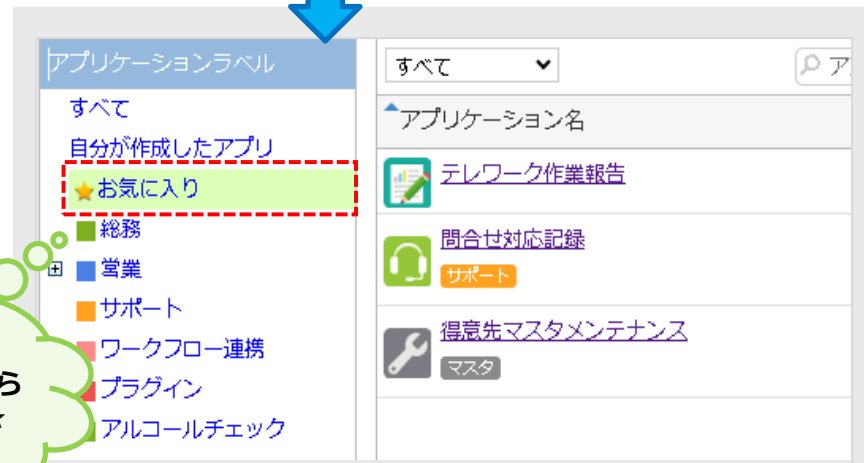 アプリケーションラベル
すべて
自分が作成したアプリ
お気に入り
総務
営業
サポート
ワークフロー連携
プラグイン
アルコールチェック
ら
すべて
ア
アプリケーション名
テレワーク作業報告
問合せ対応記録
サポート
得意先マスタメンテナンス
マスタ